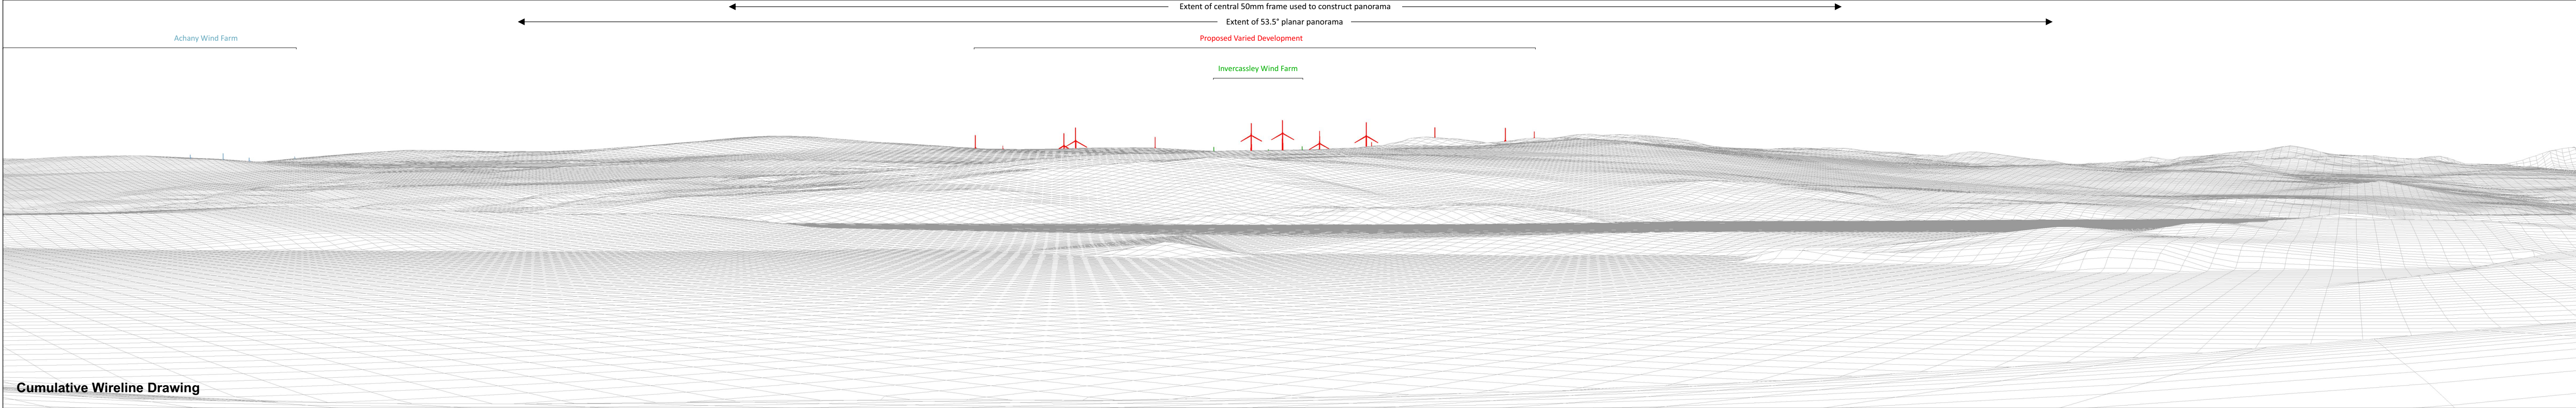 Extent of central 50mm frame used to construct panorama
Extent of 53.5° planar panorama
Achany Wind Farm
Proposed Varied Development
Invercassley Wind Farm
Cumulative Wireline Drawing